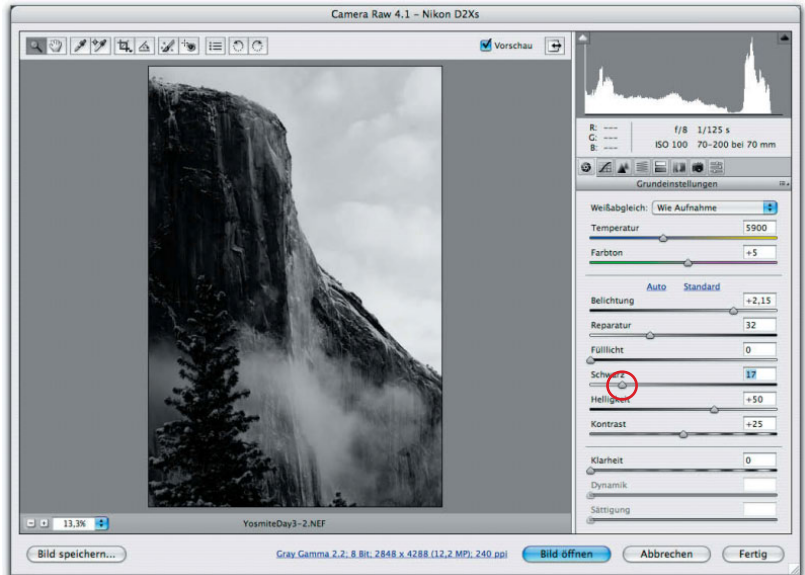 Camera Raw 4.1 – Nikon D2Xs
Vorschau
R: ---
G: ---
B: ---
f/8 1/125 s
ISO 100 70–200 bei 70 mm
Grundeinstellungen
Weißabgleich: Wie Aufnahme
Temperatur 5900
Farbton +5
Auto Standard
Belichtung +2,15
Reparatur 32
Fülllicht 0
Schwarz 17
Helligkeit +50
Kontrast +25
Klarheit 0
Dynamik
Sättigung
13,3% YosmiteDay3–2.NEF
Bild speichern... Gray Gamma 2.2; 8 Bit; 2848 x 4288 (12,2 MP); 240 ppi Bild öffnen Abbrechen Fertig